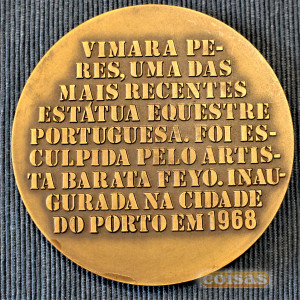 VIMARA PE-
RES, UMA DAS
MAIS RECENTES
ESTÁTUA EQUESTRE
PORTUGUESA. FOI ES-
CULPIDA PELO ARTIS-
TA BARATA FEYO. INAU-
GURADA NA CIDADE
DO PORTO EM 1968
coisas